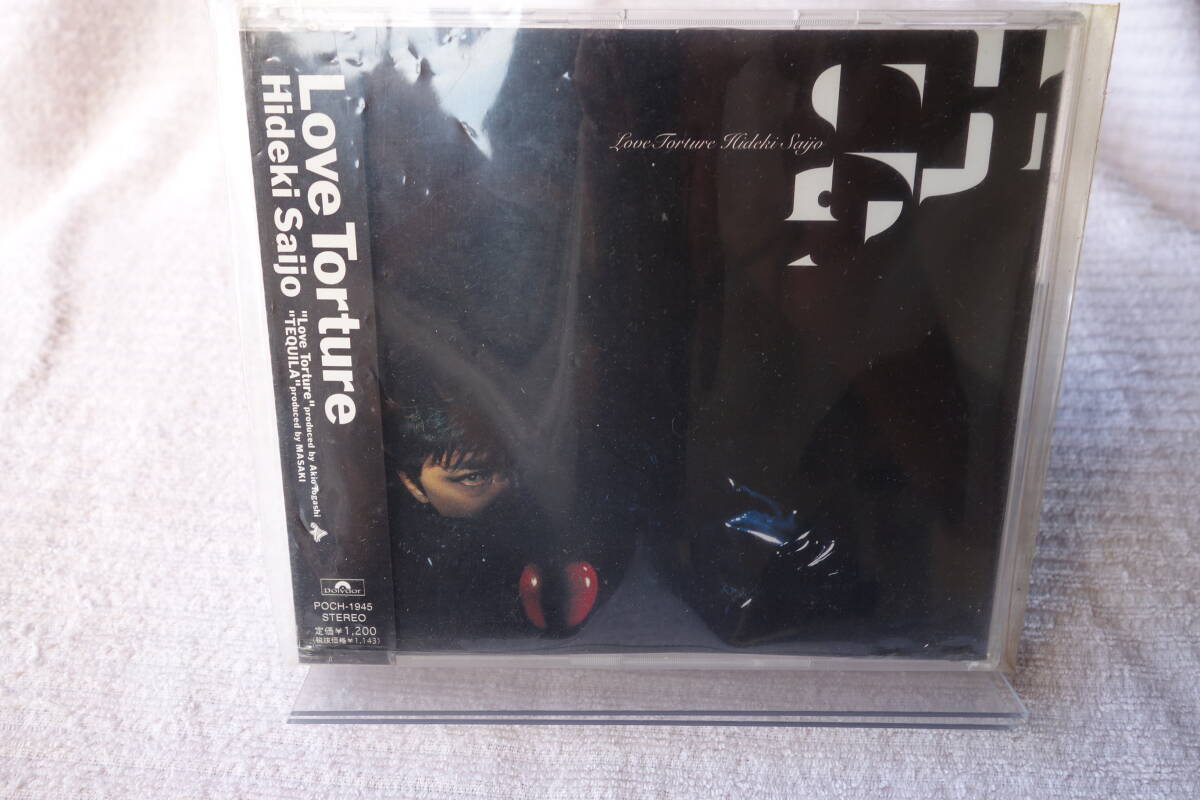 Love Torture
Hideki Saijo
"Love Torture" produced by Akio Togashi
"TEQUILA" produced by MASAKI
Polydor
POCH-1945
STEREO
定価¥1,200
(税抜価格¥1,143)
Love Torture Hideki Saijo